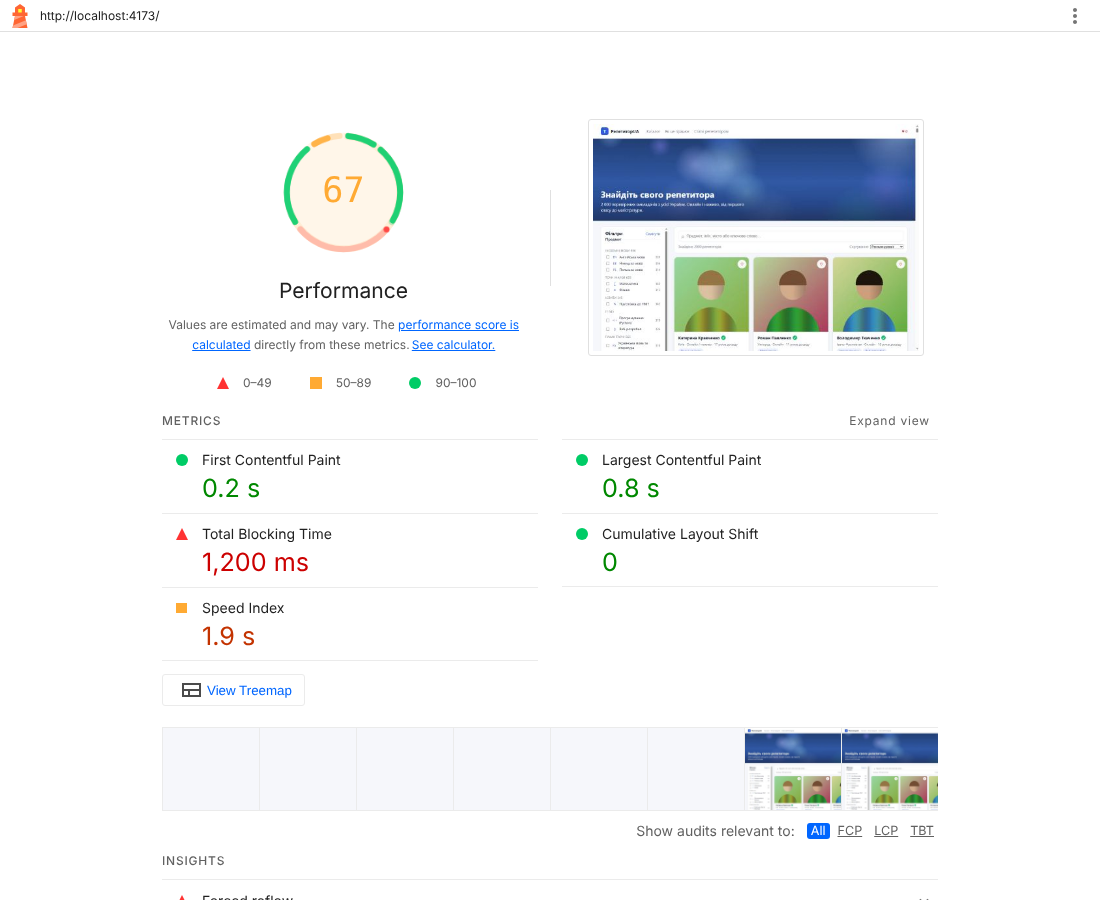 http://localhost:4173/
67
Performance
Values are estimated and may vary. The performance score is
calculated directly from these metrics. See calculator.
0–49
50–89
90–100
Знайдіть свого репетитора
METRICS
Expand view
First Contentful Paint
0.2 s
Largest Contentful Paint
0.8 s
Total Blocking Time
1,200 ms
Cumulative Layout Shift
0
Speed Index
1.9 s
View Treemap
Show audits relevant to: All FCP LCP TBT
INSIGHTS
Forced reflow